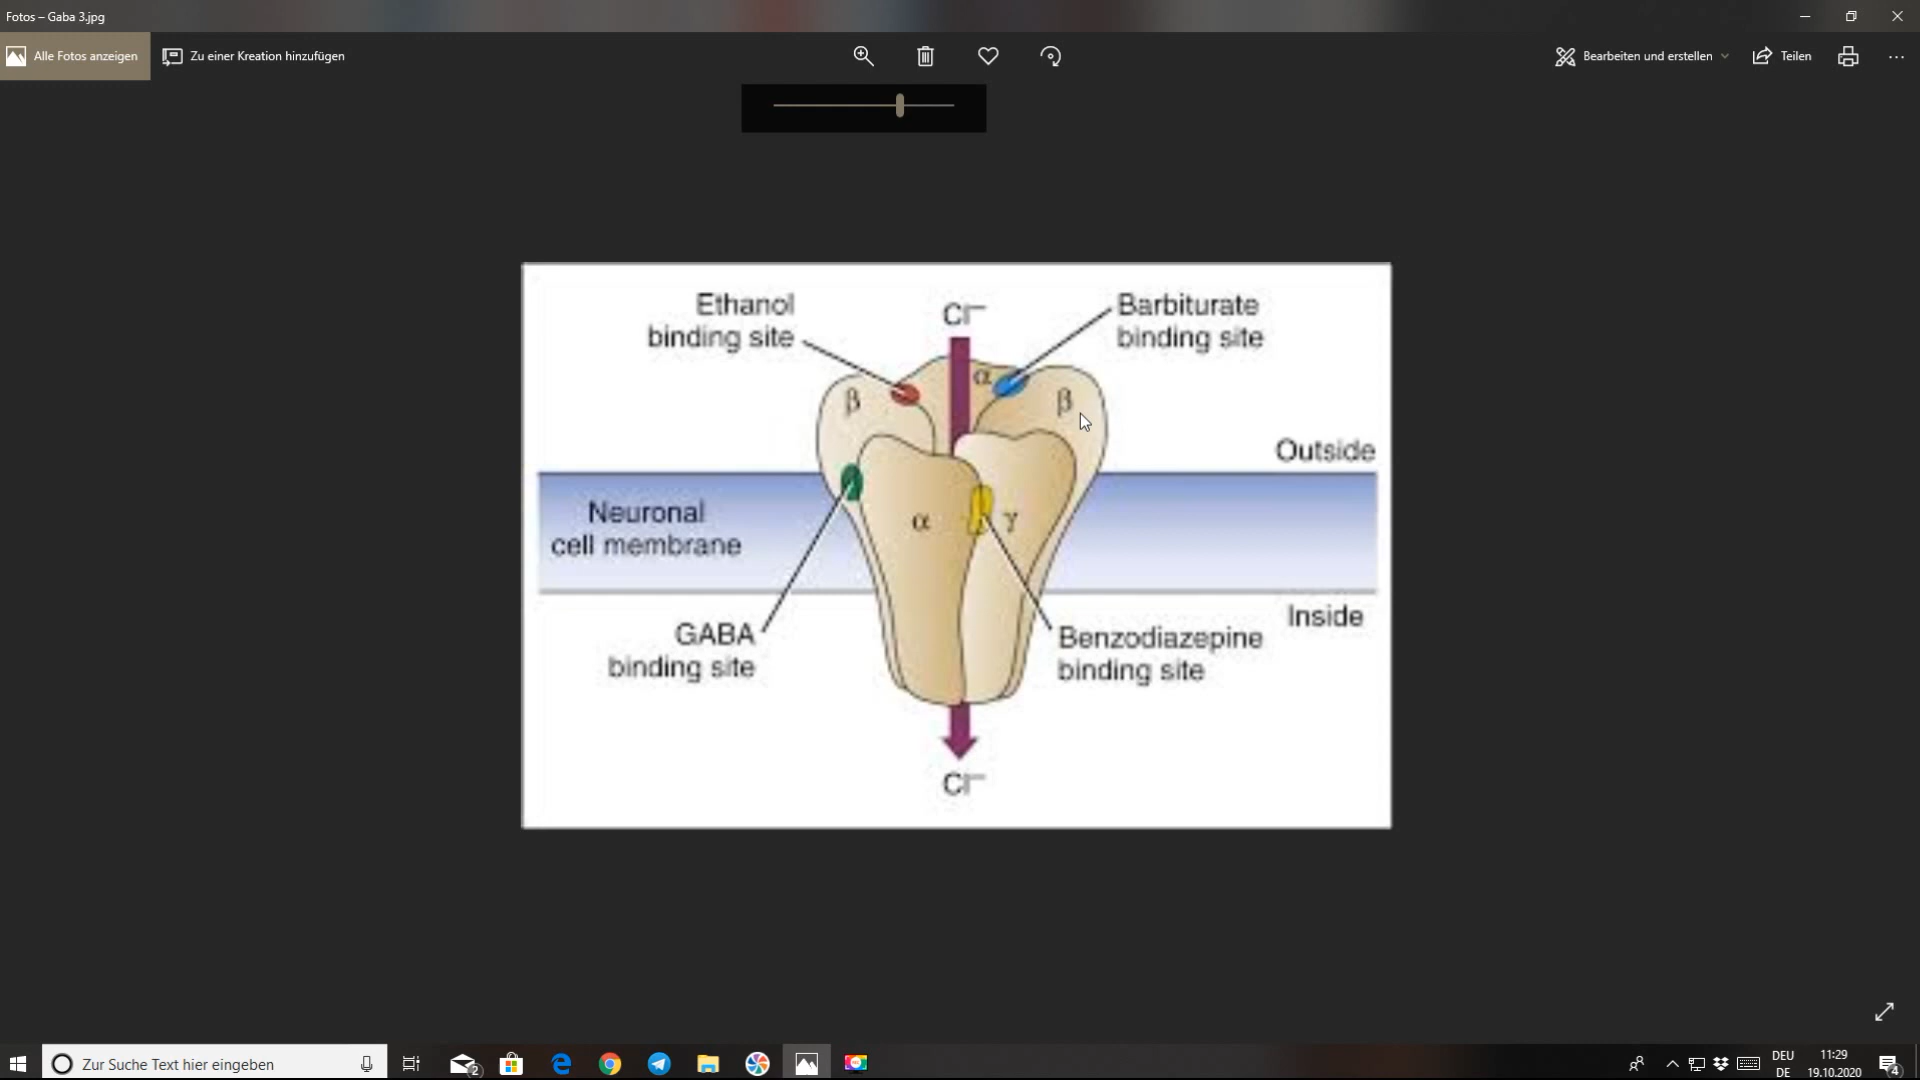 Fotos – Gaba 3.jpg
Alle Fotos anzeigen
Zu einer Kreation hinzufügen
Bearbeiten und erstellen
Teilen
Ethanol
binding site
Cl⁻
Barbiturate
binding site
α
β
β
Outside
Neuronal
cell membrane
α
γ
Inside
GABA
binding site
Benzodiazepine
binding site
Cl⁻
Zur Suche Text hier eingeben
2
DEU
DE
11:29
19.10.2020
4